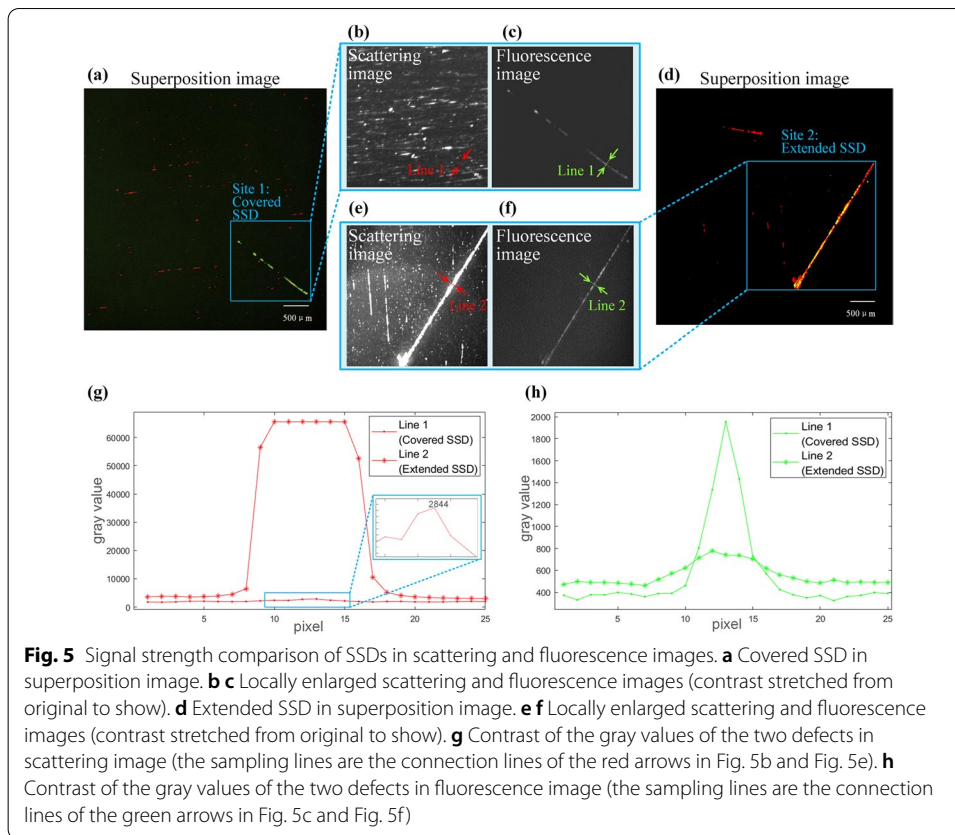 (b)
(c)
(a)
Superposition image
Scattering
image
Fluorescence
image
(d)
Superposition image
Site 1:
Covered
SSD
500 μm
Line 1
Line 1
Site 2:
Extended SSD
500 μm
(e)
(f)
Scattering
image
Fluorescence
image
Line 2
Line 2
(g)
60000
50000
40000
30000
20000
10000
0
gray value
5
10
15
20
25
pixel
Line 1
(Covered SSD)
Line 2
(Extended SSD)
2844
(h)
2000
1800
1600
1400
1200
1000
800
600
400
gray value
5
10
15
20
25
pixel
Line 1
(Covered SSD)
Line 2
(Extended SSD)
Fig. 5 Signal strength comparison of SSDs in scattering and fluorescence images. a Covered SSD in
superposition image. b c Locally enlarged scattering and fluorescence images (contrast stretched from
original to show). d Extended SSD in superposition image. e f Locally enlarged scattering and fluorescence
images (contrast stretched from original to show). g Contrast of the gray values of the two defects in
scattering image (the sampling lines are the connection lines of the red arrows in Fig. 5b and Fig. 5e). h
Contrast of the gray values of the two defects in fluorescence image (the sampling lines are the connection
lines of the green arrows in Fig. 5c and Fig. 5f)